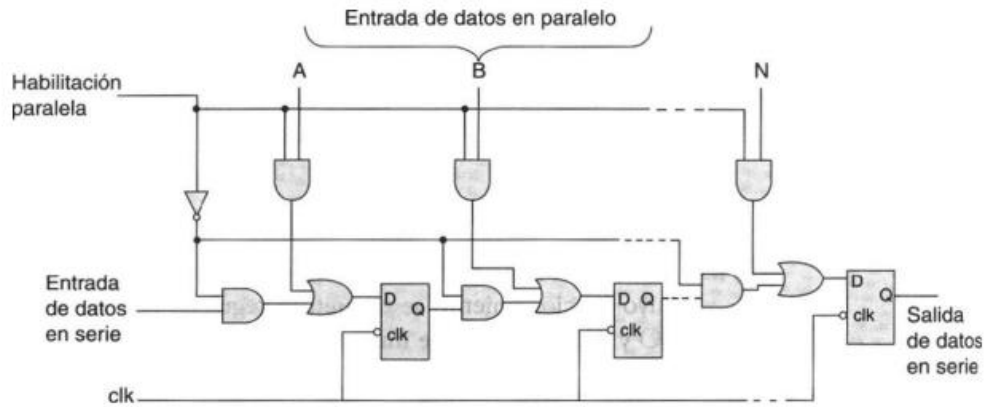 Entrada de datos en paralelo
A
B
N
Habilitación
paralela
Entrada
de datos
en serie
D
Q
clk
D
Q
clk
D
Q
clk
Salida
de datos
en serie
clk